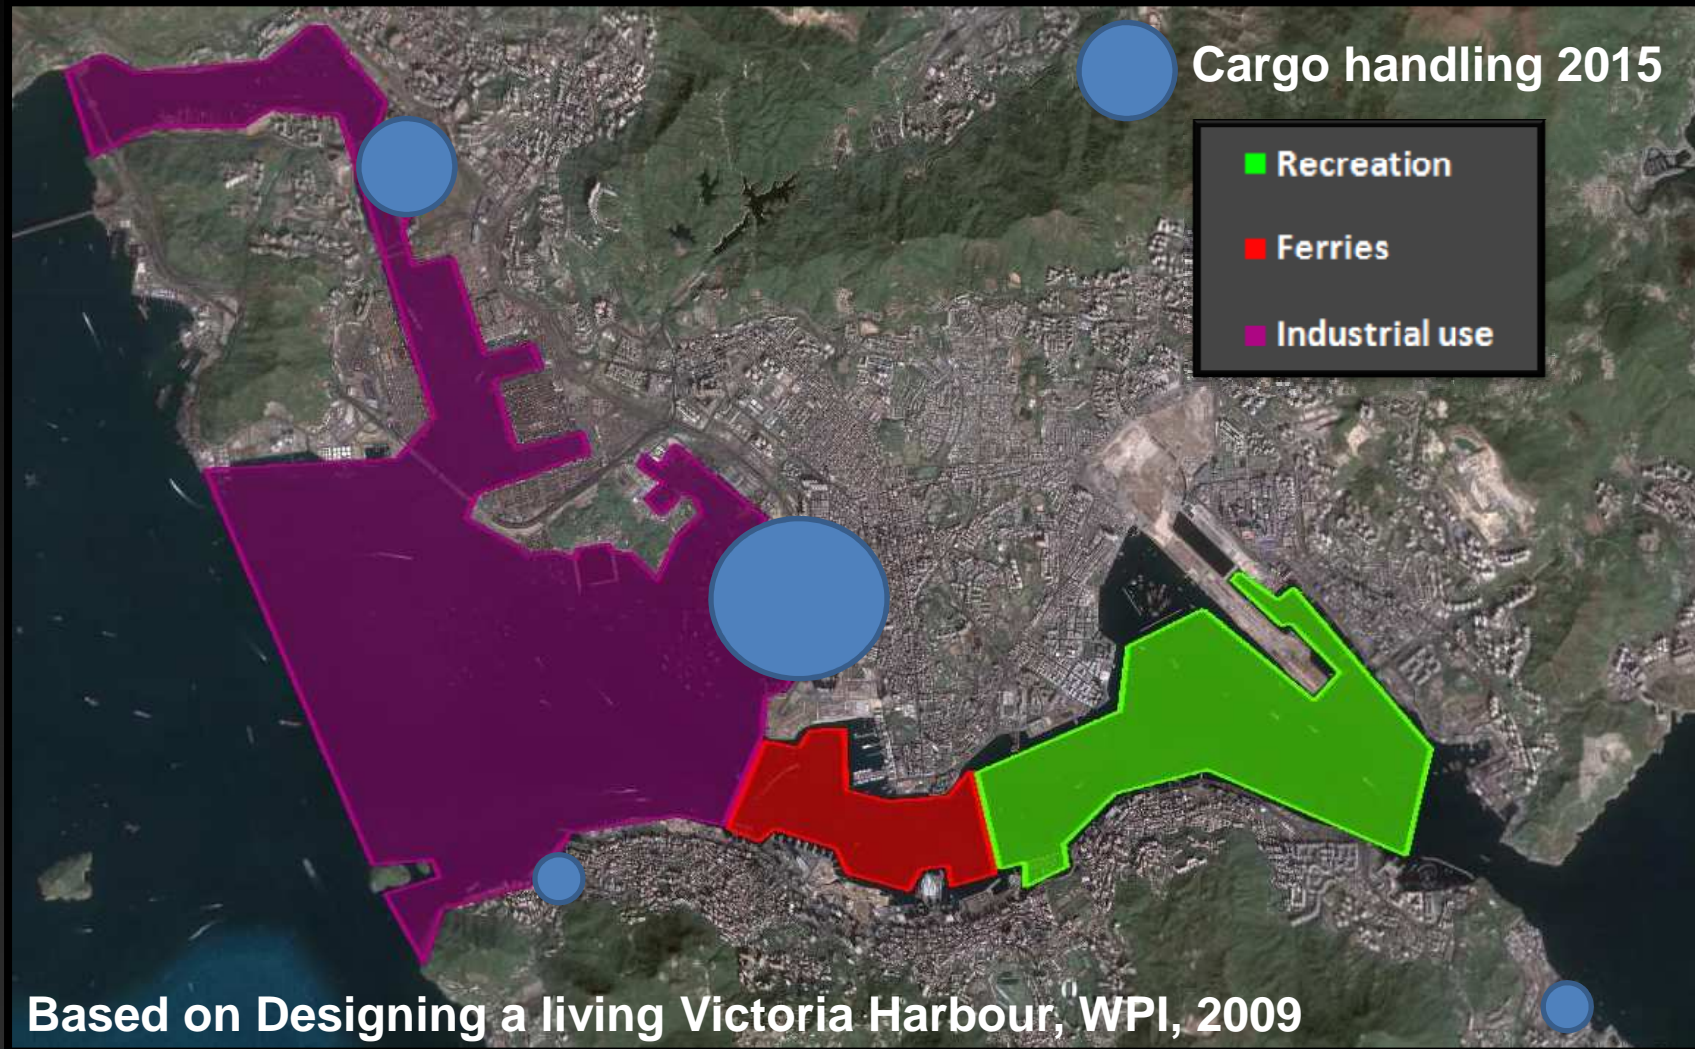 Cargo handling 2015
Recreation
Ferries
Industrial use
Based on Designing a living Victoria Harbour, WPI, 2009